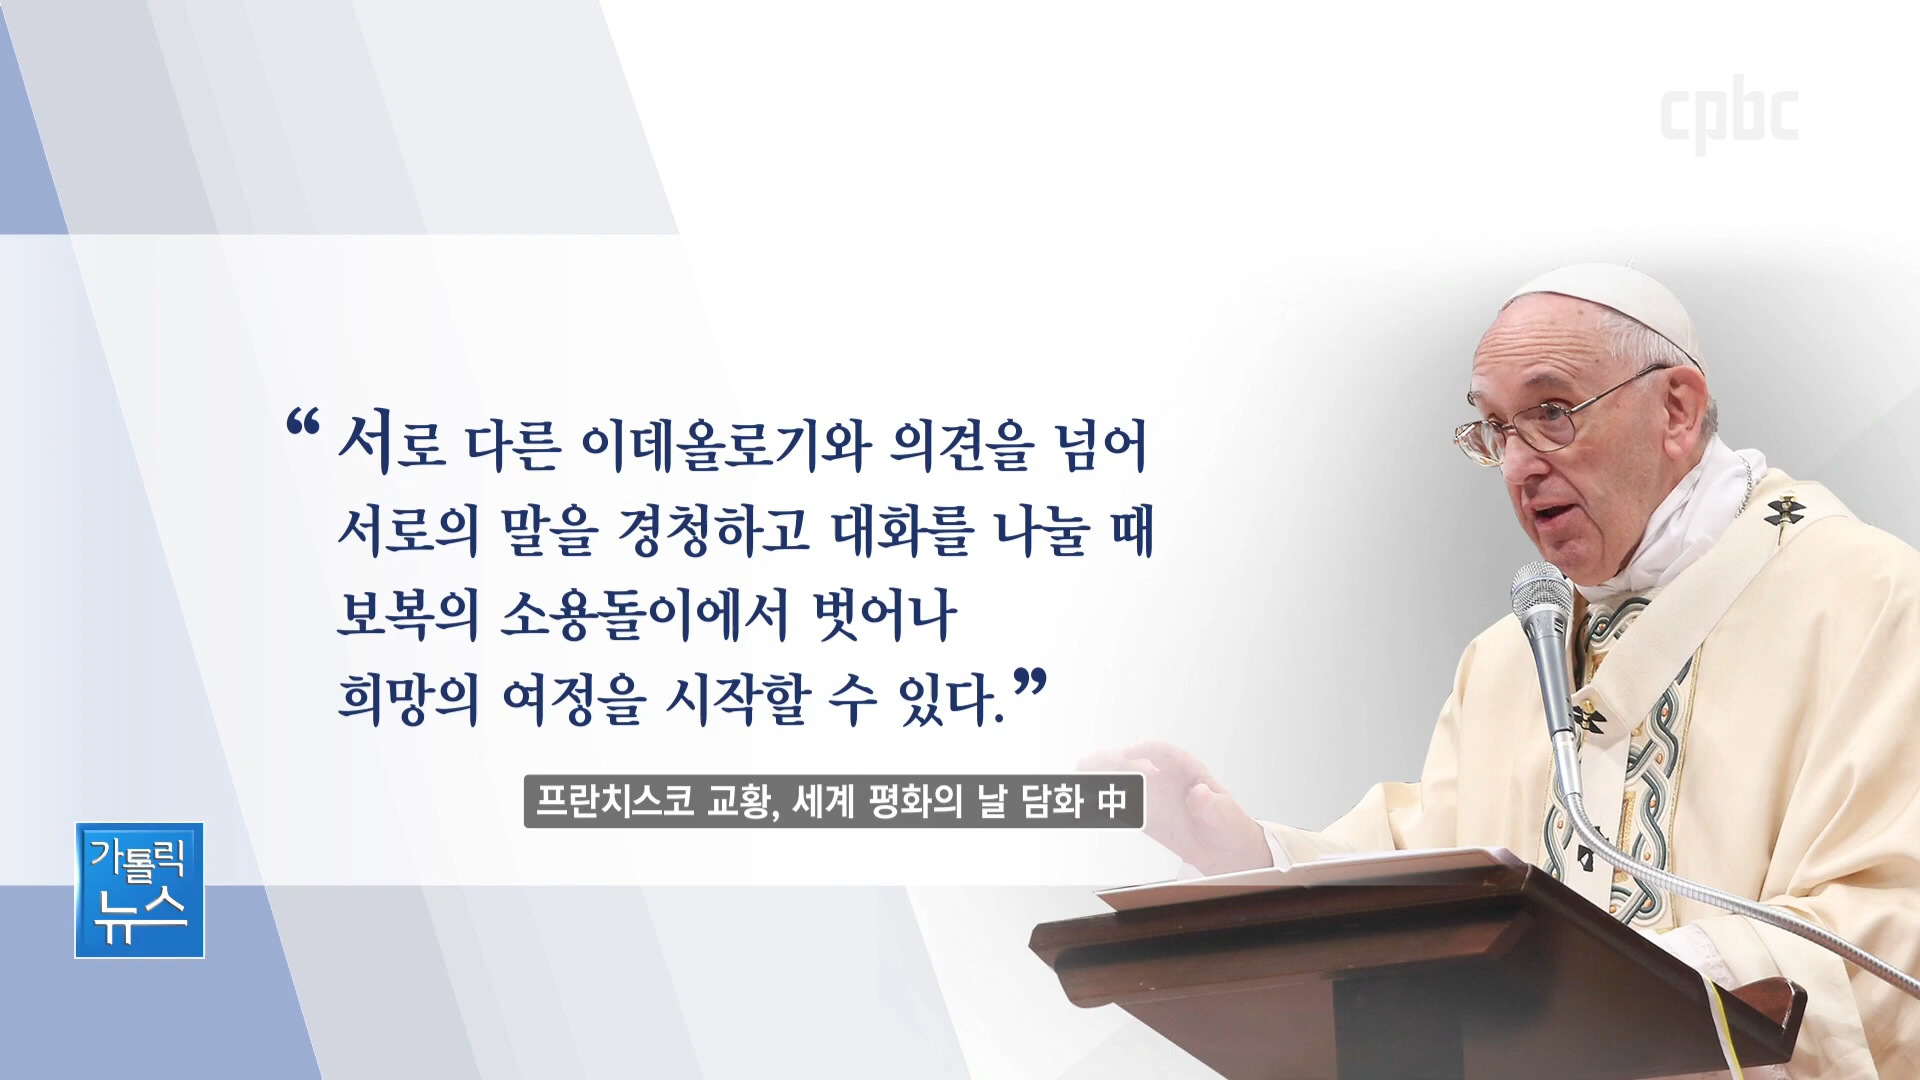 cpbc
“ 서로 다른 이데올로기와 의견을 넘어
서로의 말을 경청하고 대화를 나눌 때
보복의 소용돌이에서 벗어나
희망의 여정을 시작할 수 있다.”
프란치스코 교황, 세계 평화의 날 담화 中
가톨릭
뉴스